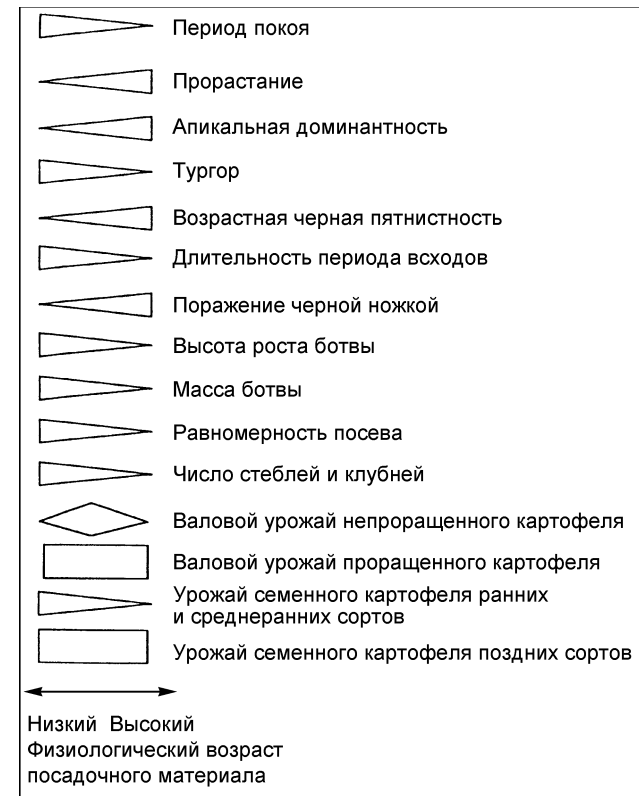 Период покоя
Прорастание
Апикальная доминантность
Тургор
Возрастная черная пятнистность
Длительность периода всходов
Поражение черной ножкой
Высота роста ботвы
Масса ботвы
Равномерность посева
Число стеблей и клубней
Валовой урожай непроращенного картофеля
Валовой урожай проращенного картофеля
Урожай семенного картофеля ранних
и среднеранних сортов
Урожай семенного картофеля поздних сортов
Низкий Высокий
Физиологический возраст
посадочного материала